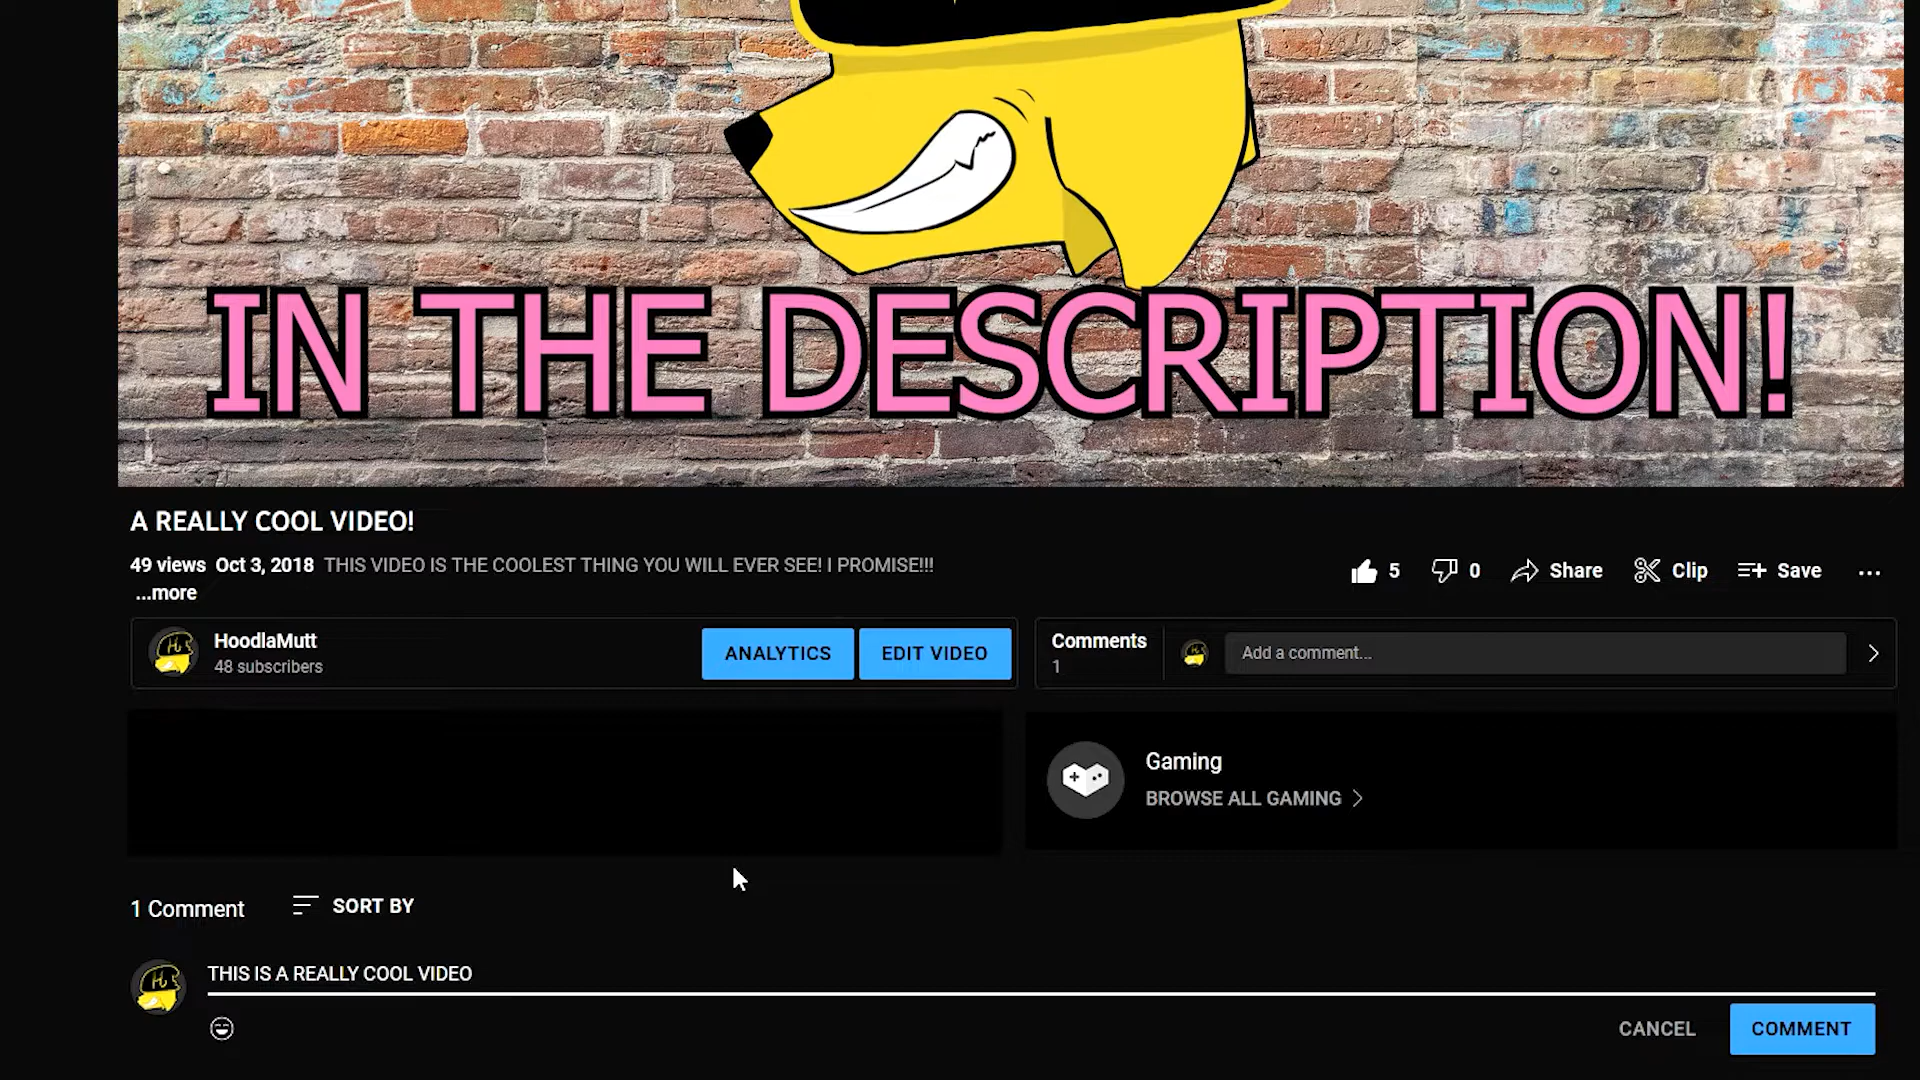 IN THE DESCRIPTION!
A REALLY COOL VIDEO!
49 views Oct 3, 2018 THIS VIDEO IS THE COOLEST THING YOU WILL EVER SEE! I PROMISE!!!
...more
5 0 Share Clip Save
HoodlaMutt
48 subscribers
ANALYTICS EDIT VIDEO
Comments
1
Add a comment...
Gaming
BROWSE ALL GAMING
1 Comment SORT BY
THIS IS A REALLY COOL VIDEO
CANCEL COMMENT